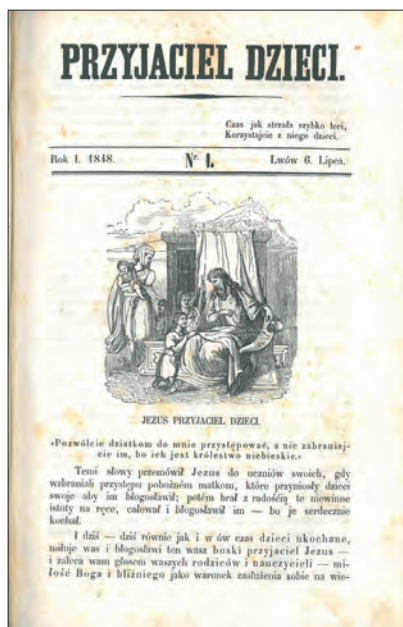 PRZYJACIEL DZIECI.
Czas jak strzała szybko leci,
Korzystajcie z niego dzieci.
Rok I. 1848.
Nr. 1.
Lwów 6. Lipca.
JEZUS PRZYJACIEL DZIECI.
«Pozwólcie dziatkom do mnie przystępować, a nie zabraniaj-
cie im, bo ich jest królestwo niebieskie.»
Temi słowy przemówił Jezus do uczniów swoich, gdy
wzbraniali przystępu pobożném matkom, które przyniosły dzieci
swoje aby im błogosławił; potém brał z radością te niewinne
istoty na ręce, całował i błogosławił im — bo je serdecznie
kochał.
I dziś — dziś równie jak i w ów czas dzieci ukochane,
miłuje was i błogosławi ten wasz boski przyjaciel Jezus —
i zaleca wam głosem waszych rodziców i nauczycieli — mi-
łość Boga i bliźniego jako warunek zasłużenia sobie na wie-